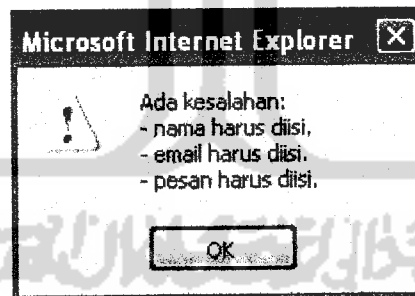 Microsoft Internet Explorer
Ada kesalahan:
- nama harus diisi.
- email harus diisi.
- pesan harus diisi.
OK